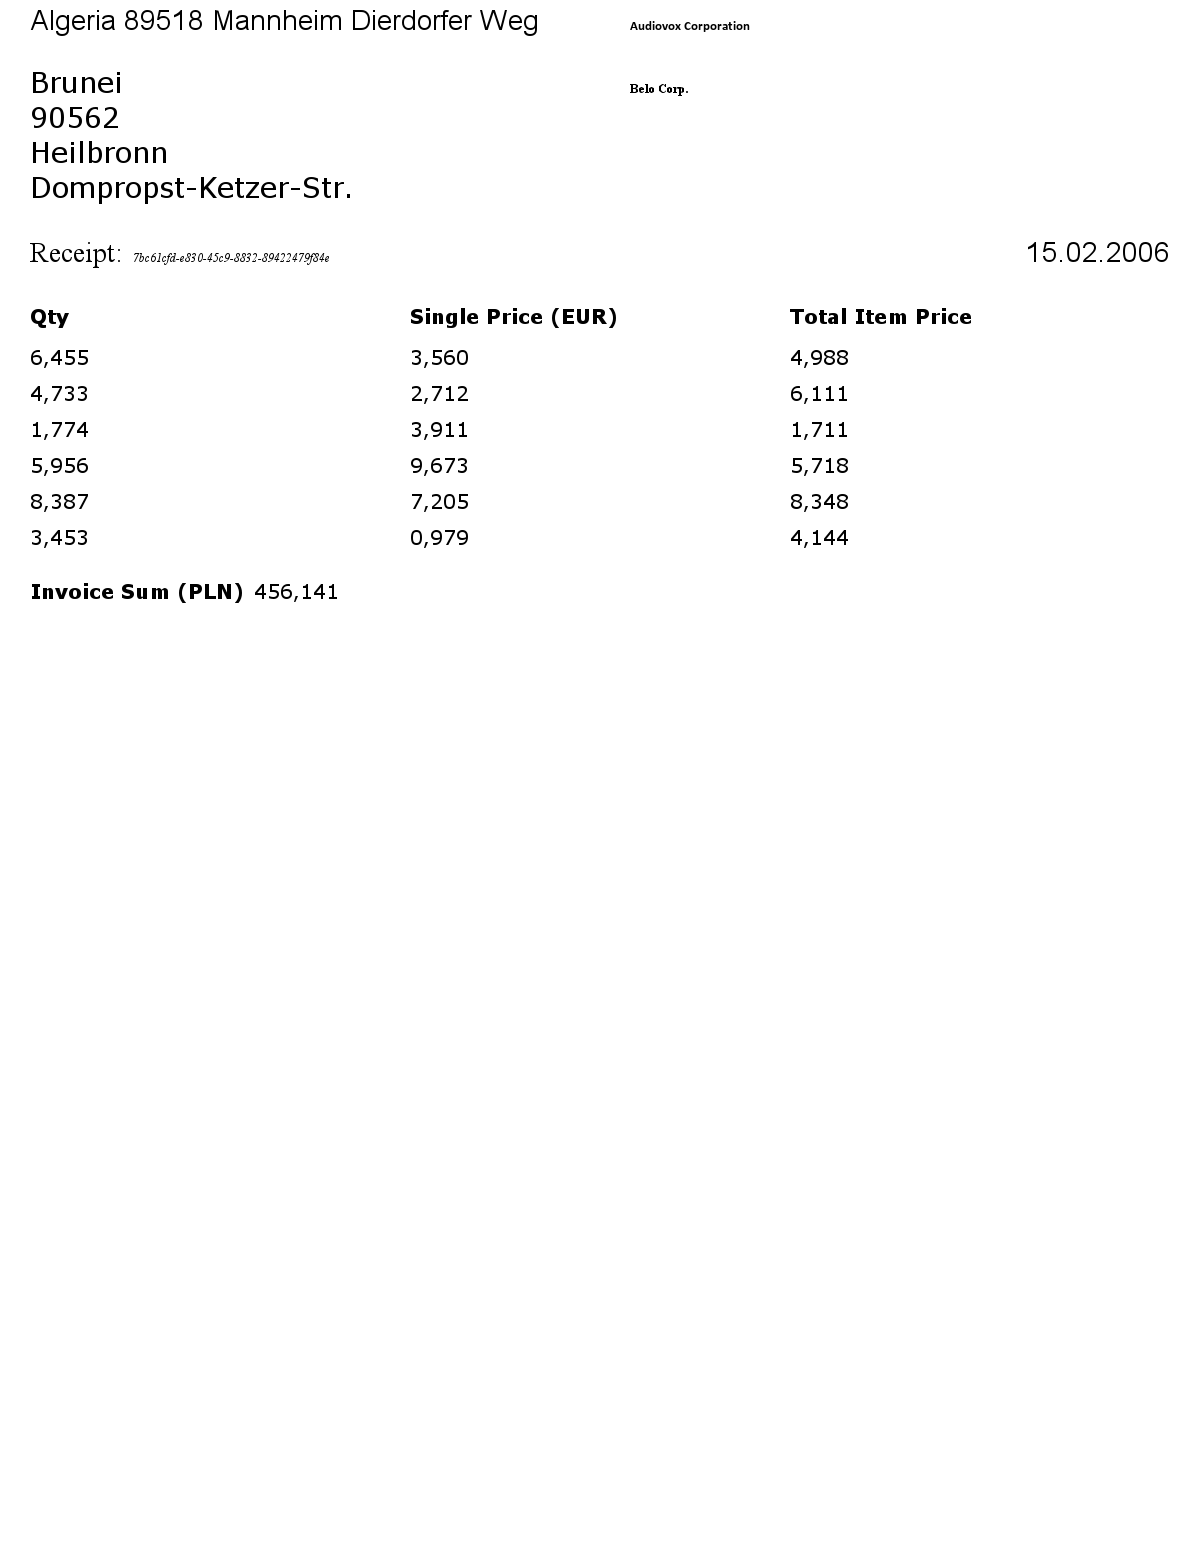 Algeria 89518 Mannheim Dierdorfer Weg
Audiovox Corporation
Brunei
90562
Heilbronn
Dompropst-Ketzer-Str.
Belo Corp.
Receipt: 7bc61cfd-e830-45c9-8832-89422479f84e 15.02.2006
Qty Single Price (EUR) Total Item Price
6,455 3,560 4,988
4,733 2,712 6,111
1,774 3,911 1,711
5,956 9,673 5,718
8,387 7,205 8,348
3,453 0,979 4,144
Invoice Sum (PLN) 456,141